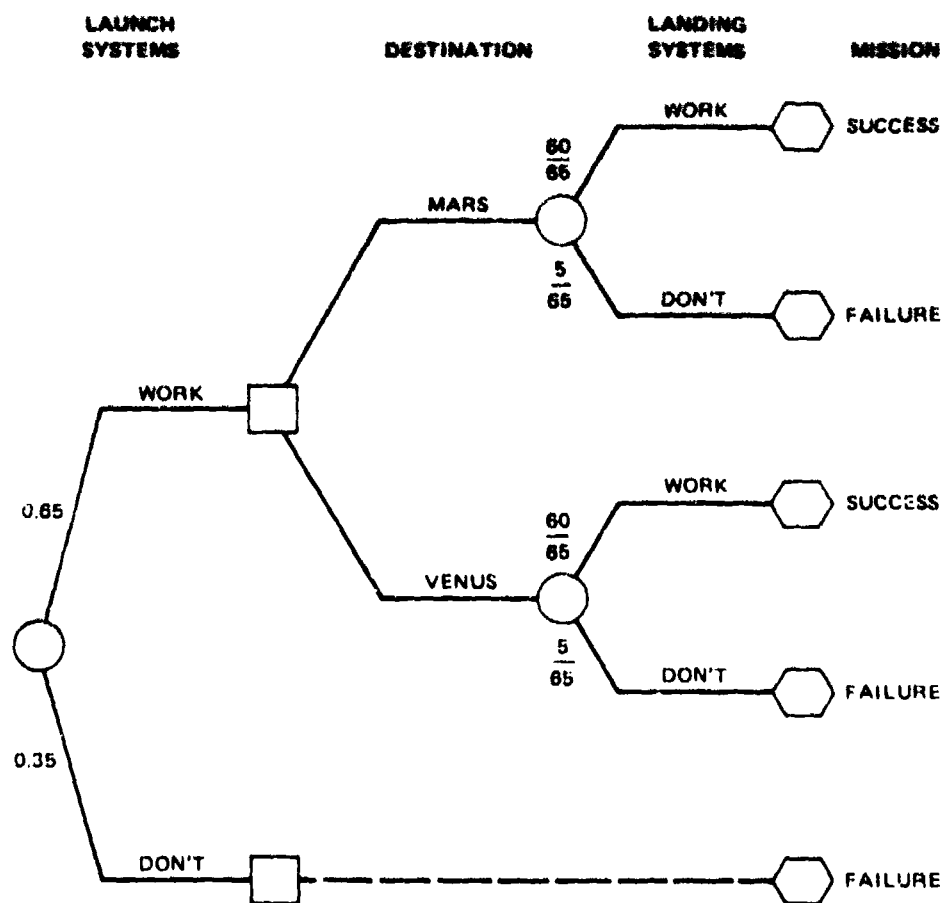 LAUNCH SYSTEMS
DESTINATION
LANDING SYSTEMS
MISSION
WORK
SUCCESS
60
65
MARS
5
65
DON'T
FAILURE
WORK
0.65
WORK
SUCCESS
60
65
VENUS
5
65
DON'T
FAILURE
0.35
DON'T
FAILURE